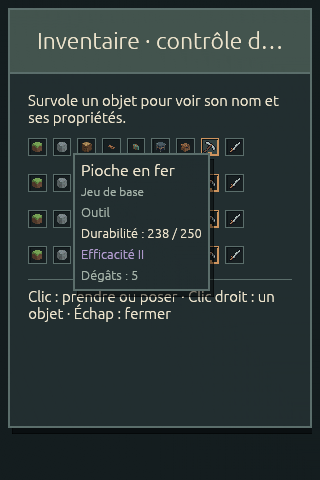 Inventaire · contrôle d…
Survole un objet pour voir son nom et
ses propriétés.
Pioche en fer
Jeu de base
Outil
Durabilité : 238 / 250
Efficacité II
Dégâts : 5
Clic : prendre ou poser · Clic droit : un
objet · Échap : fermer